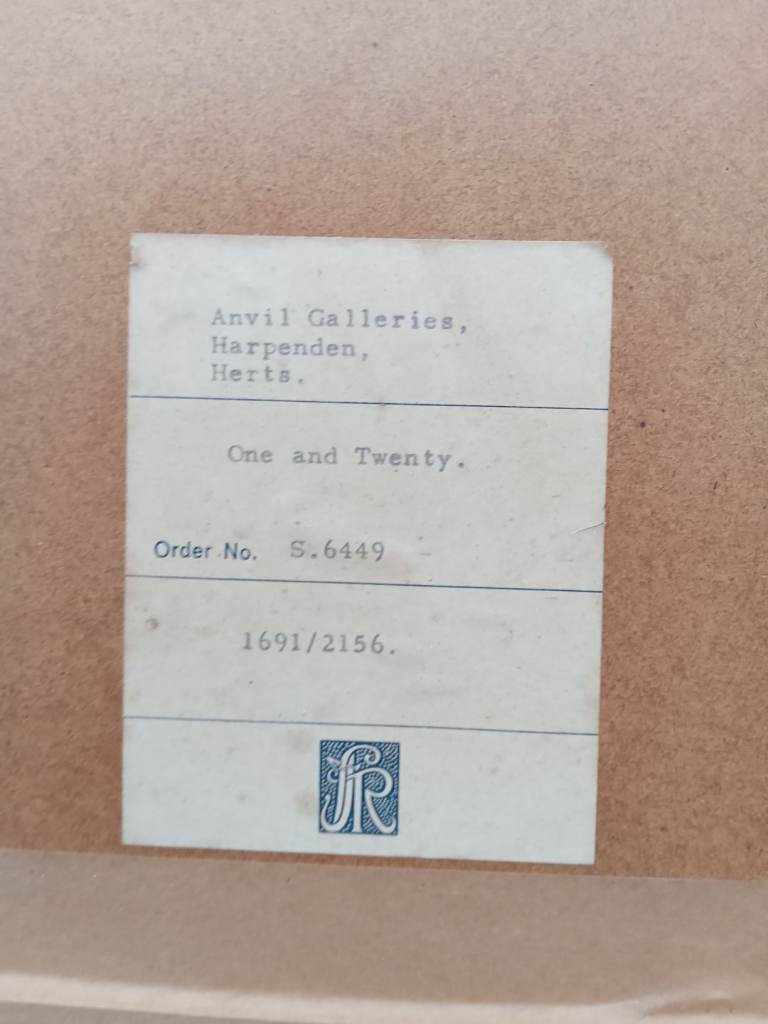 Anvil Galleries,
Harpenden,
Herts.
One and Twenty.
Order No. S.6449
1691/2156.